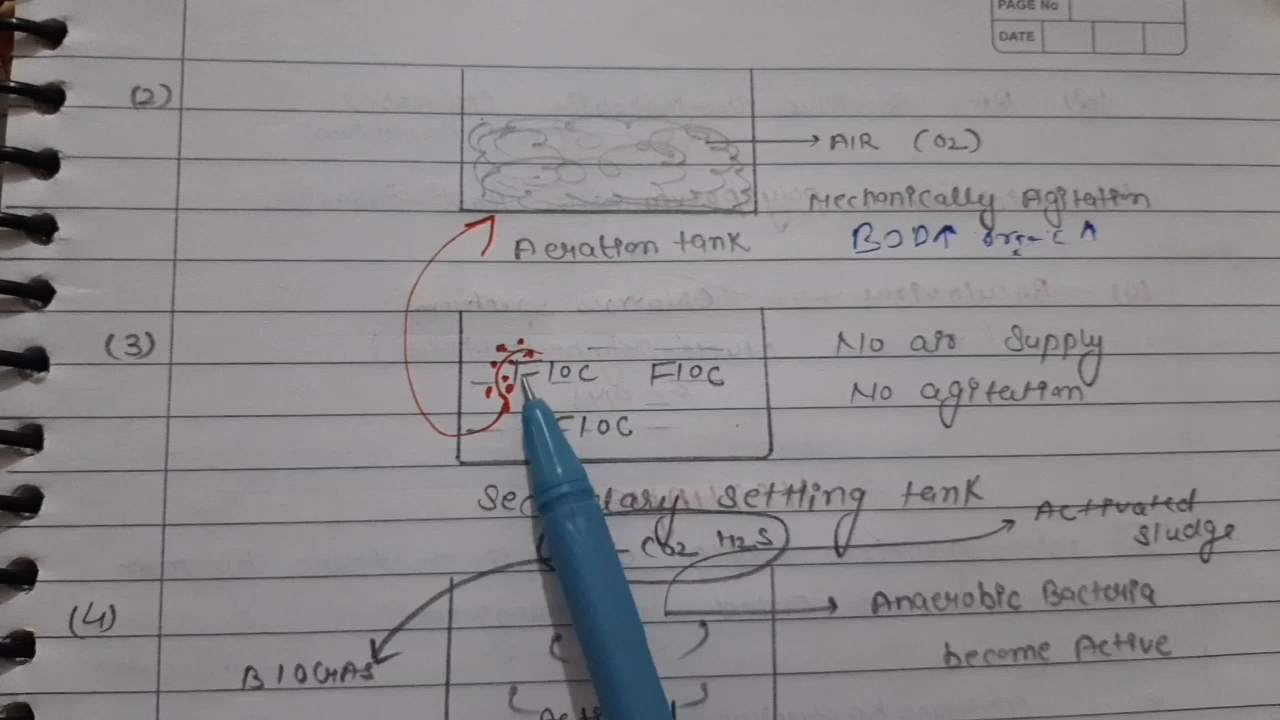 PAGE No
DATE
(2)
AIR (O2)
Mechanically Agitation
Aeration tank
BOD↑
(3)
FlOC FlOC
No air Supply
No agitation
FlOC
settling tank
CO2 H2S
Activated
sludge
(4)
Anaerobic Bacteria
become Active
BIOGAS